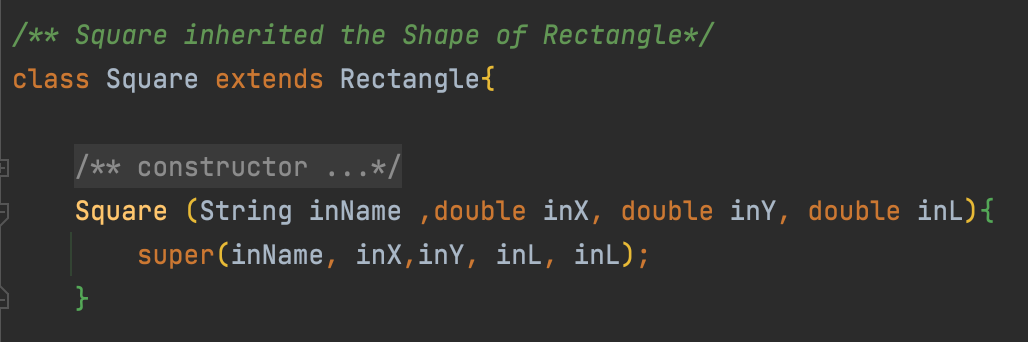 /** Square inherited the Shape of Rectangle*/
class Square extends Rectangle{
/** constructor ...*/
Square (String inName ,double inX, double inY, double inL){
super(inName, inX,inY, inL, inL);
}